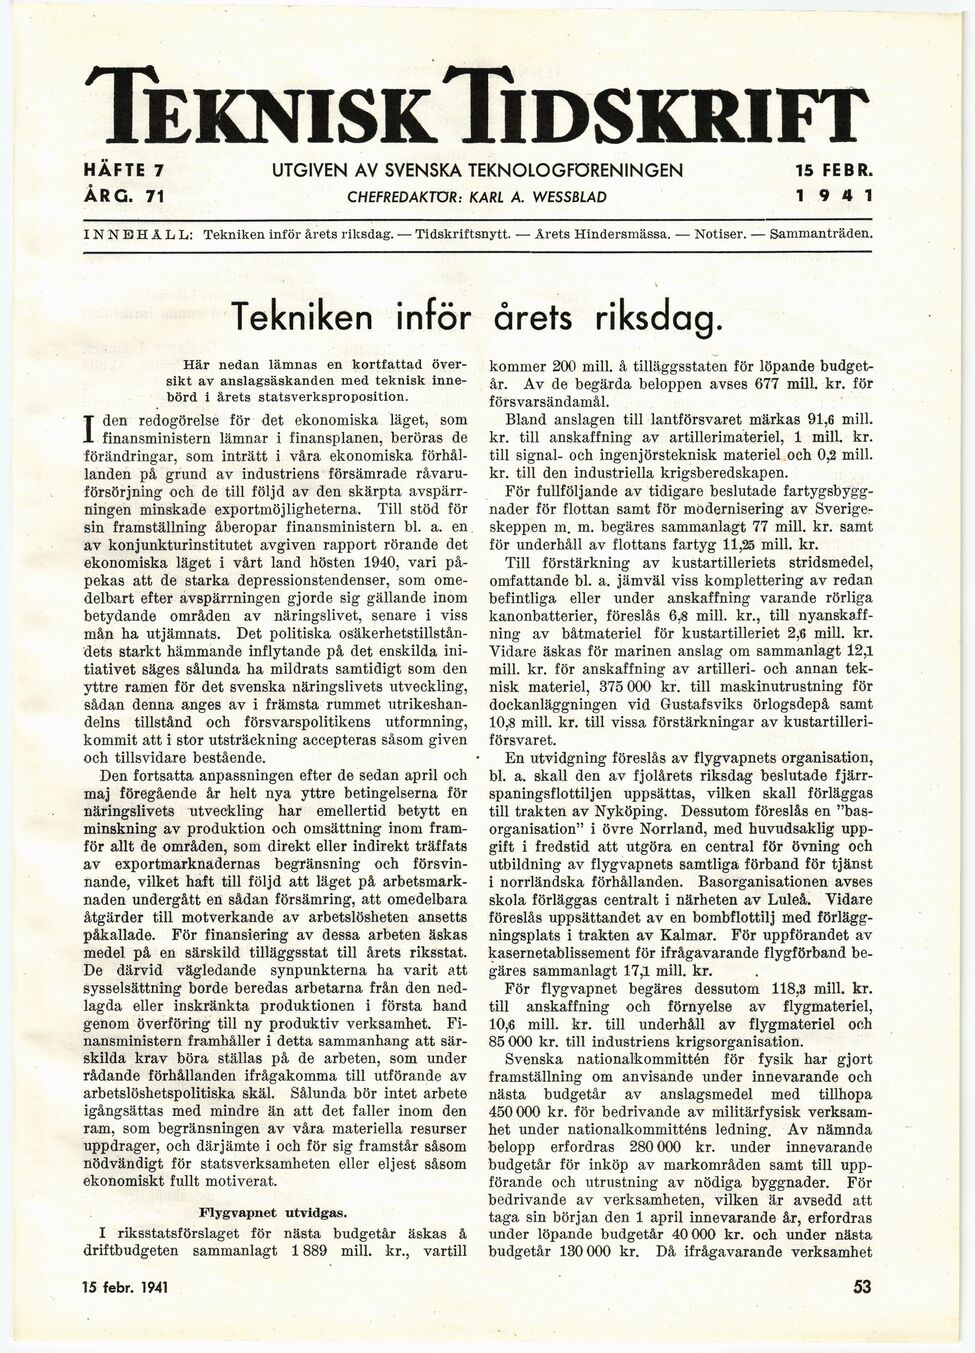 TEKNISK TIDSKRIFT
HÄFTE 7 UTGIVEN AV SVENSKA TEKNOLOGFÖRENINGEN 15 FEBR.
ÅRG. 71 CHEFREDAKTÖR: KARL A. WESSBLAD 1 9 4 1
INNEHÅLL: Tekniken inför årets riksdag. — Tidskriftsnytt. — Årets Hindersmässa. — Notiser. — Sammanträden.
Tekniken inför årets riksdag.
Här nedan lämnas en kortfattad över-
sikt av anslagsäskanden med teknisk inne-
börd i årets statsverksproposition.
I den redogörelse för det ekonomiska läget, som
finansministern lämnar i finansplanen, beröras de
förändringar, som inträtt i våra ekonomiska förhål-
landen på grund av industriens försämrade råvaru-
försörjning och de till följd av den skärpta avspärr-
ningen minskade exportmöjligheterna. Till stöd för
sin framställning åberopar finansministern bl. a. en
av konjunkturinstitutet avgiven rapport rörande det
ekonomiska läget i vårt land hösten 1940, vari på-
pekas att de starka depressionstendenser, som ome-
delbart efter avspärrningen gjorde sig gällande inom
betydande områden av näringslivet, senare i viss
mån ha utjämnats. Det politiska osäkerhetstillstån-
dets starkt hämmande inflytande på det enskilda ini-
tiativet säges sålunda ha mildrats samtidigt som den
yttre ramen för det svenska näringslivets utveckling,
sådan denna anges av i främsta rummet utrikeshan-
delns tillstånd och försvarspolitikens utformning,
kommit att i stor utsträckning accepteras såsom given
och tillsvidare bestående.
Den fortsatta anpassningen efter de sedan april och
maj föregående år helt nya yttre betingelserna för
näringslivets utveckling har emellertid betytt en
minskning av produktion och omsättning inom fram-
för allt de områden, som direkt eller indirekt träffats
av exportmarknadernas begränsning och försvin-
nande, vilket haft till följd att läget på arbetsmark-
naden undergått en sådan försämring, att omedelbara
åtgärder till motverkande av arbetslösheten ansetts
påkallade. För finansiering av dessa arbeten äskas
medel på en särskild tilläggsstat till årets riksstat.
De därvid vägledande synpunkterna ha varit att
sysselsättning borde beredas arbetarna från den ned-
lagda eller inskränkta produktionen i första hand
genom överföring till ny produktiv verksamhet. Fi-
nansministern framhåller i detta sammanhang att sär-
skilda krav böra ställas på de arbeten, som under
rådande förhållanden ifrågakomma till utförande av
arbetslöshetspolitiska skäl. Sålunda bör intet arbete
igångsättas med mindre än att det faller inom den
ram, som begränsningen av våra materiella resurser
uppdrager, och därjämte i och för sig framstår såsom
nödvändigt för statsverksamheten eller eljest såsom
ekonomiskt fullt motiverat.
Flygvapnet utvidgas.
I riksstatsförslaget för nästa budgetår äskas å
driftbudgeten sammanlagt 1 889 mill. kr., vartill
kommer 200 mill. å tilläggsstaten för löpande budget-
år. Av de begärda beloppen avses 677 mill. kr. för
försvarsändamål.
Bland anslagen till lantförsvaret märkas 91,6 mill.
kr. till anskaffning av artillerimateriel, 1 mill. kr.
till signal- och ingenjörsteknisk materiel och 0,2 mill.
kr. till den industriella krigsberedskapen.
För fullföljande av tidigare beslutade fartygsbygg-
nader för flottan samt för modernisering av Sverige-
skeppen m. m. begäres sammanlagt 77 mill. kr. samt
för underhåll av flottans fartyg 11,25 mill. kr.
Till förstärkning av kustartilleriets stridsmedel,
omfattande bl. a. jämväl viss komplettering av redan
befintliga eller under anskaffning varande rörliga
kanonbatterier, föreslås 6,8 mill. kr., till nyanskaff-
ning av båtmateriel för kustartilleriet 2,6 mill. kr.
Vidare äskas för marinen anslag om sammanlagt 12,1
mill. kr. för anskaffning av artilleri- och annan tek-
nisk materiel, 375 000 kr. till maskinutrustning för
dockanläggningen vid Gustafsviks örlogsdepå samt
10,8 mill. kr. till vissa förstärkningar av kustartilleri-
försvaret.
En utvidgning föreslås av flygvapnets organisation,
bl. a. skall den av fjolårets riksdag beslutade fjärr-
spaningsflottiljen uppsättas, vilken skall förläggas
till trakten av Nyköping. Dessutom föreslås en "bas-
organisation" i övre Norrland, med huvudsaklig upp-
gift i fredstid att utgöra en central för övning och
utbildning av flygvapnets samtliga förband för tjänst
i norrländska förhållanden. Basorganisationen avses
skola förläggas centralt i närheten av Luleå. Vidare
föreslås uppsättandet av en bombflottilj med förlägg-
ningsplats i trakten av Kalmar. För uppförandet av
kasernetablissement för ifrågavarande flygförband be-
gäres sammanlagt 17,1 mill. kr.
För flygvapnet begäres dessutom 118,3 mill. kr.
till anskaffning och förnyelse av flygmateriel,
10,6 mill. kr. till underhåll av flygmateriel och
85 000 kr. till industriens krigsorganisation.
Svenska nationalkommittén för fysik har gjort
framställning om anvisande under innevarande och
nästa budgetår av anslagsmedel med tillhopa
450 000 kr. för bedrivande av militärfysisk verksam-
het under nationalkommitténs ledning. Av nämnda
belopp erfordras 280 000 kr. under innevarande
budgetår för inköp av markområden samt till upp-
förande och utrustning av nödiga byggnader. För
bedrivande av verksamheten, vilken är avsedd att
taga sin början den 1 april innevarande år, erfordras
under löpande budgetår 40 000 kr. och under nästa
budgetår 130 000 kr. Då ifrågavarande verksamhet
15 febr. 1941 53